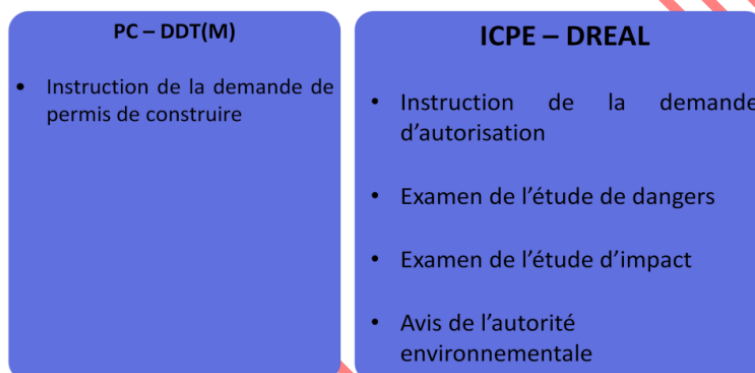 PC – DDT(M)
• Instruction de la demande de
permis de construire
ICPE – DREAL
• Instruction de la demande
d’autorisation
• Examen de l’étude de dangers
• Examen de l’étude d’impact
• Avis de l’autorité
environnementale